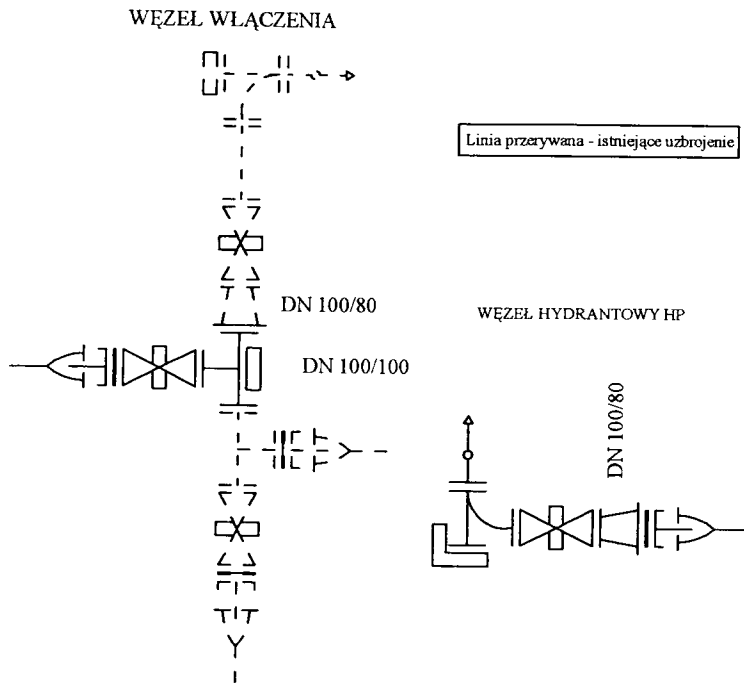 WĘZEŁ WŁĄCZENIA
Linia przerywana - istniejące uzbrojenie
DN 100/80
WĘZEŁ HYDRANTOWY HP
DN 100/100
DN 100/80